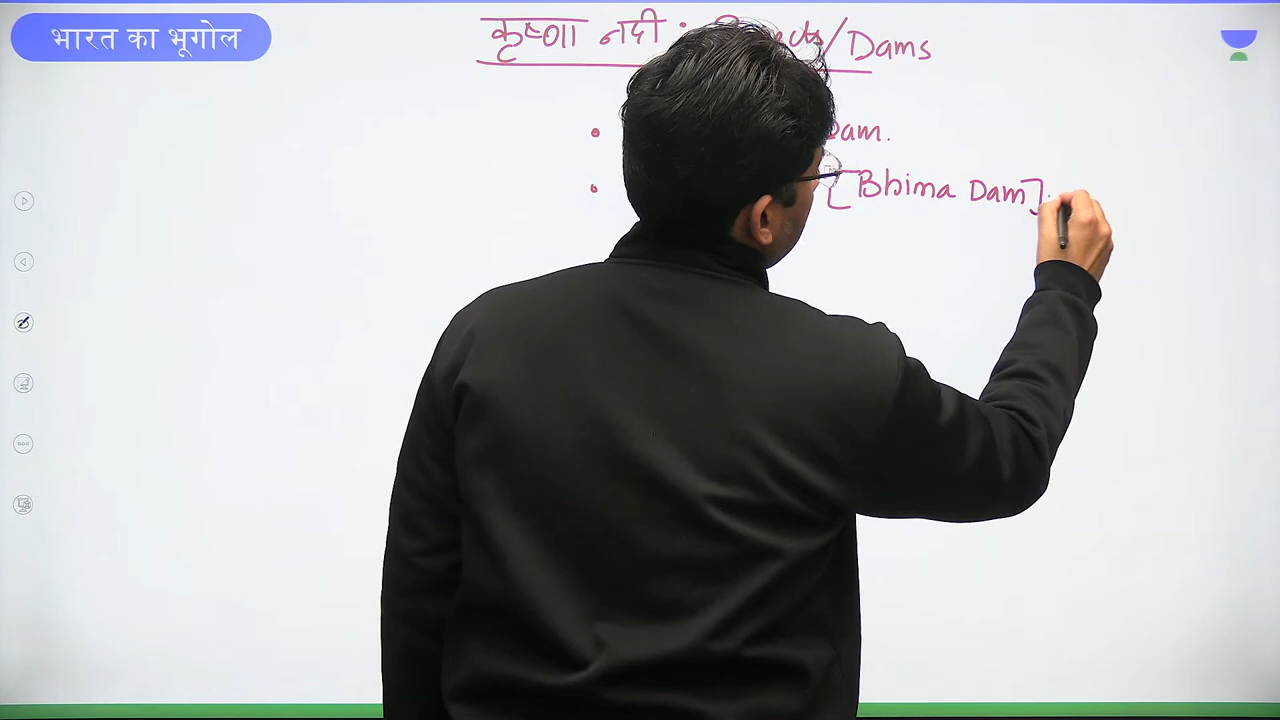 भारत का भूगोल
कृष्णा नदी : /Dams
Dam.
[Bhima Dam].